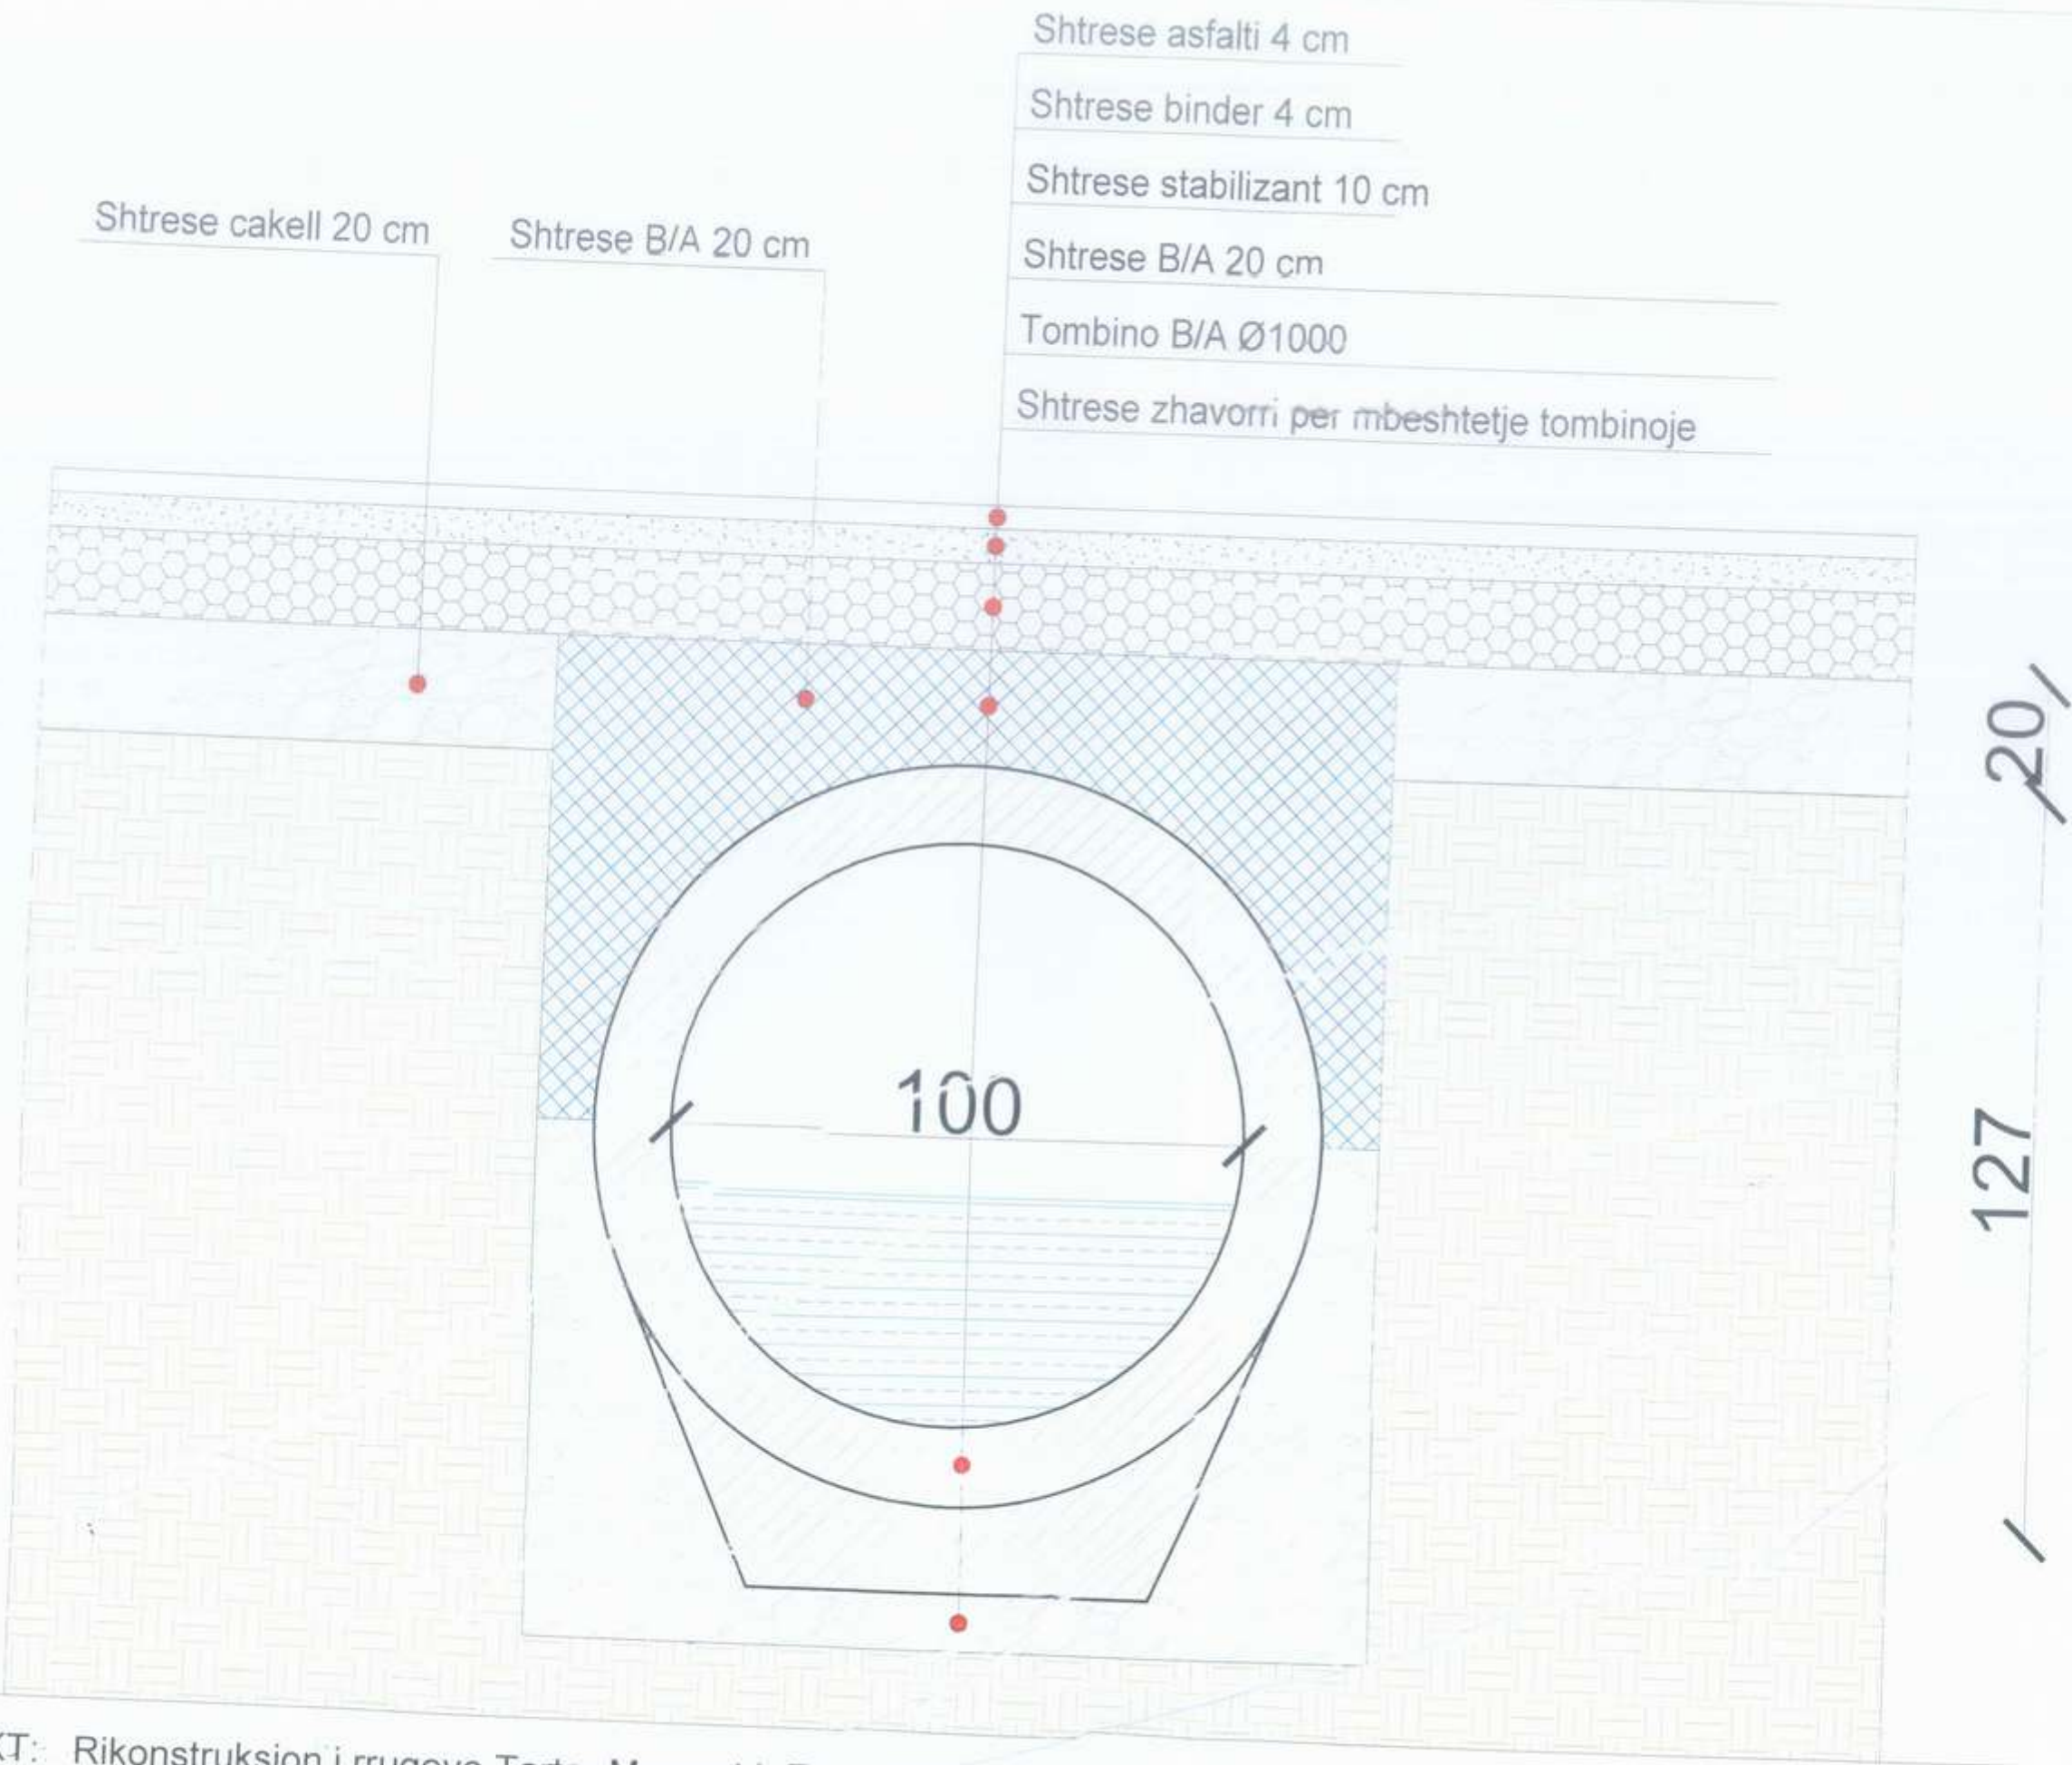 Shtrese asfalti 4 cm
Shtrese binder 4 cm
Shtrese stabilizant 10 cm
Shtrese B/A 20 cm
Tombino B/A Ø1000
Shtrese zhavorri per mbeshtetje tombinoje
Shtrese cakell 20 cm
Shtrese B/A 20 cm
20
127
100
Rikonstruksion i rrugeve